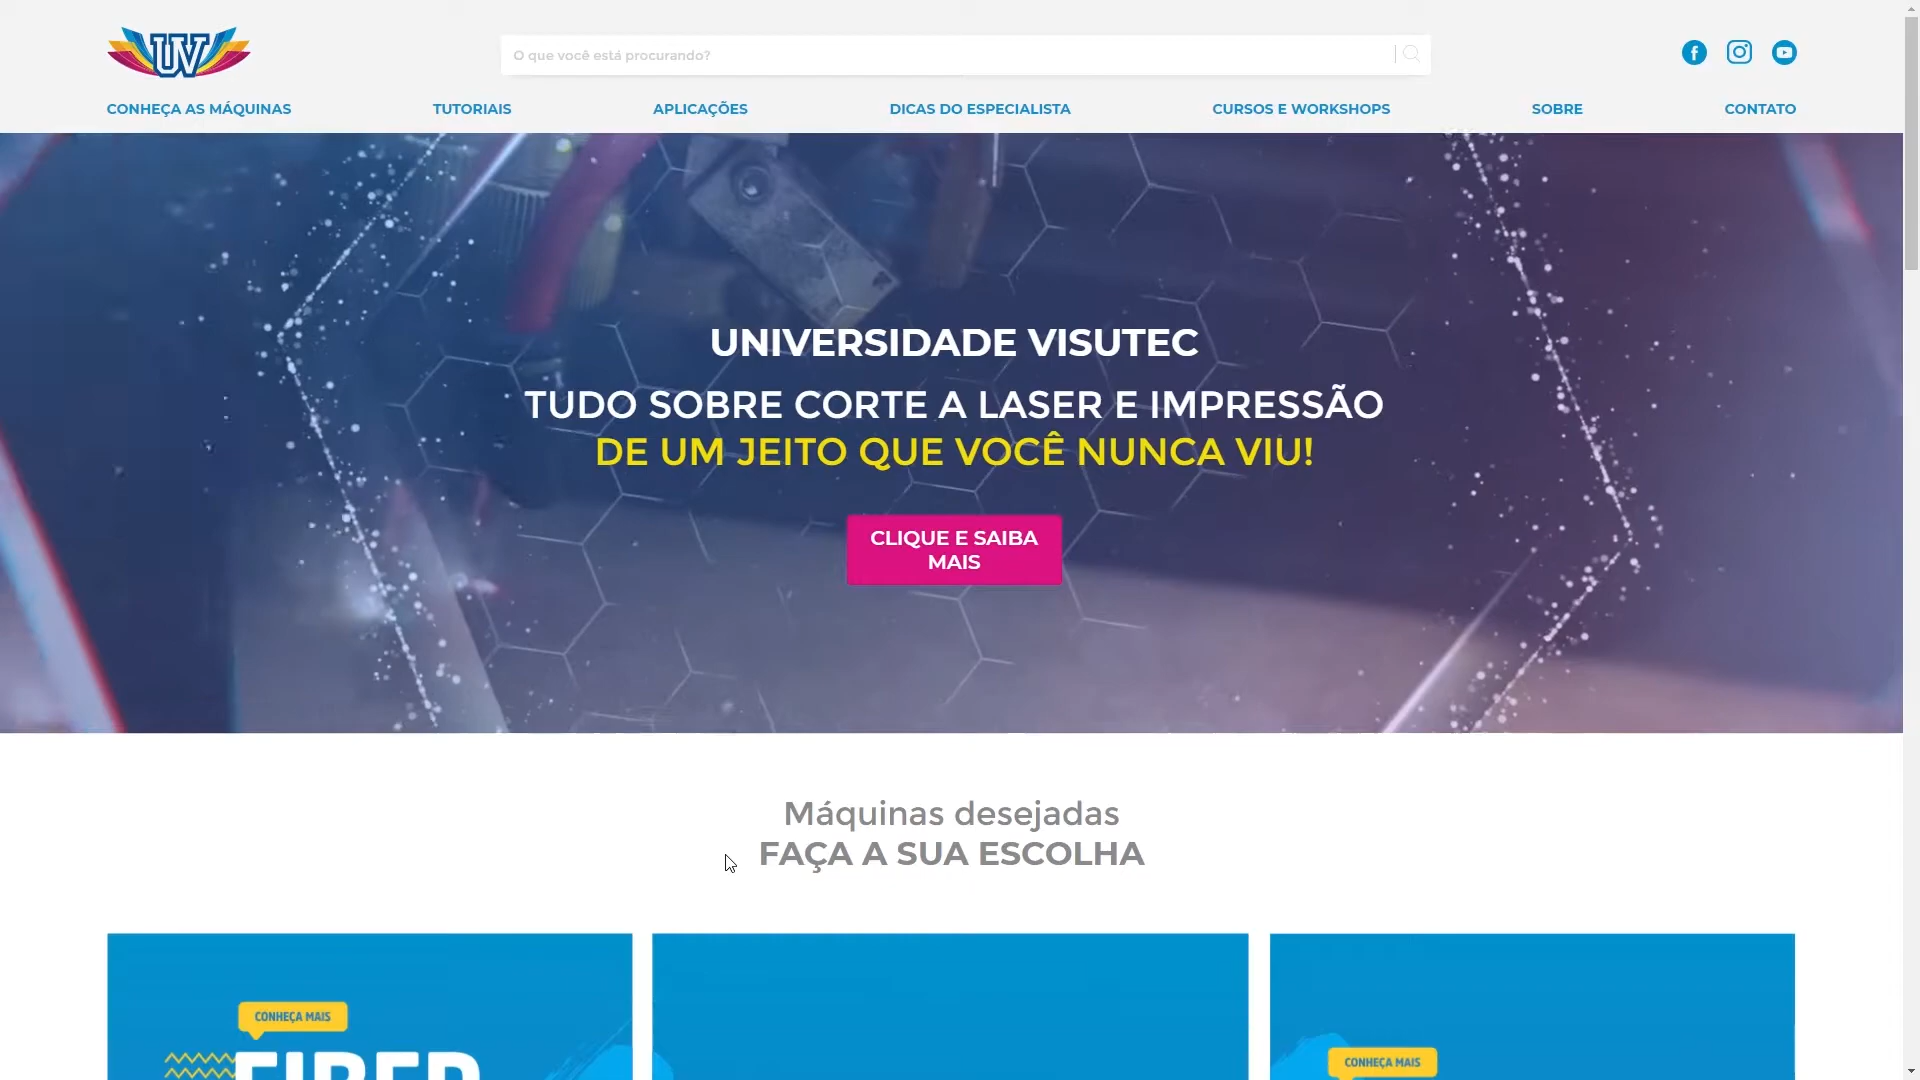 UV
O que você está procurando?
CONHEÇA AS MÁQUINAS
TUTORIAIS
APLICAÇÕES
DICAS DO ESPECIALISTA
CURSOS E WORKSHOPS
SOBRE
CONTATO
UNIVERSIDADE VISUTEC
TUDO SOBRE CORTE A LASER E IMPRESSÃO
DE UM JEITO QUE VOCÊ NUNCA VIU!
CLIQUE E SAIBA
MAIS
Máquinas desejadas
FAÇA A SUA ESCOLHA
CONHEÇA MAIS
FIBER
CONHEÇA MAIS